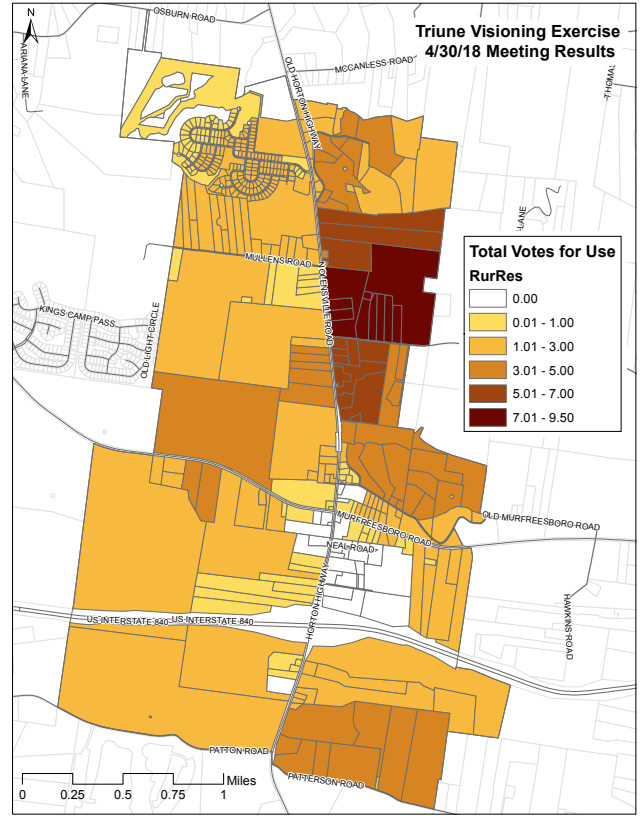 N
OSBURN ROAD
Triune Visioning Exercise
4/30/18 Meeting Results
ARIANA LANE
OLD HORTON HIGHWAY
MCCANLESS ROAD
LANE
MULLENS ROAD
NOLENSVILLE ROAD
Total Votes for Use
RurRes
0.00
0.01 - 1.00
1.01 - 3.00
3.01 - 5.00
5.01 - 7.00
7.01 - 9.50
KINGS CAMP PASS
OLD LIGHT CIRCLE
MURFREESBORO ROAD
OLD MURFREESBORO ROAD
NEAL ROAD
HORTON HIGHWAY
HAWKINS ROAD
US INTERSTATE 840
US INTERSTATE 840
PATTON ROAD
PATTERSON ROAD
Miles
0 0.25 0.5 0.75 1